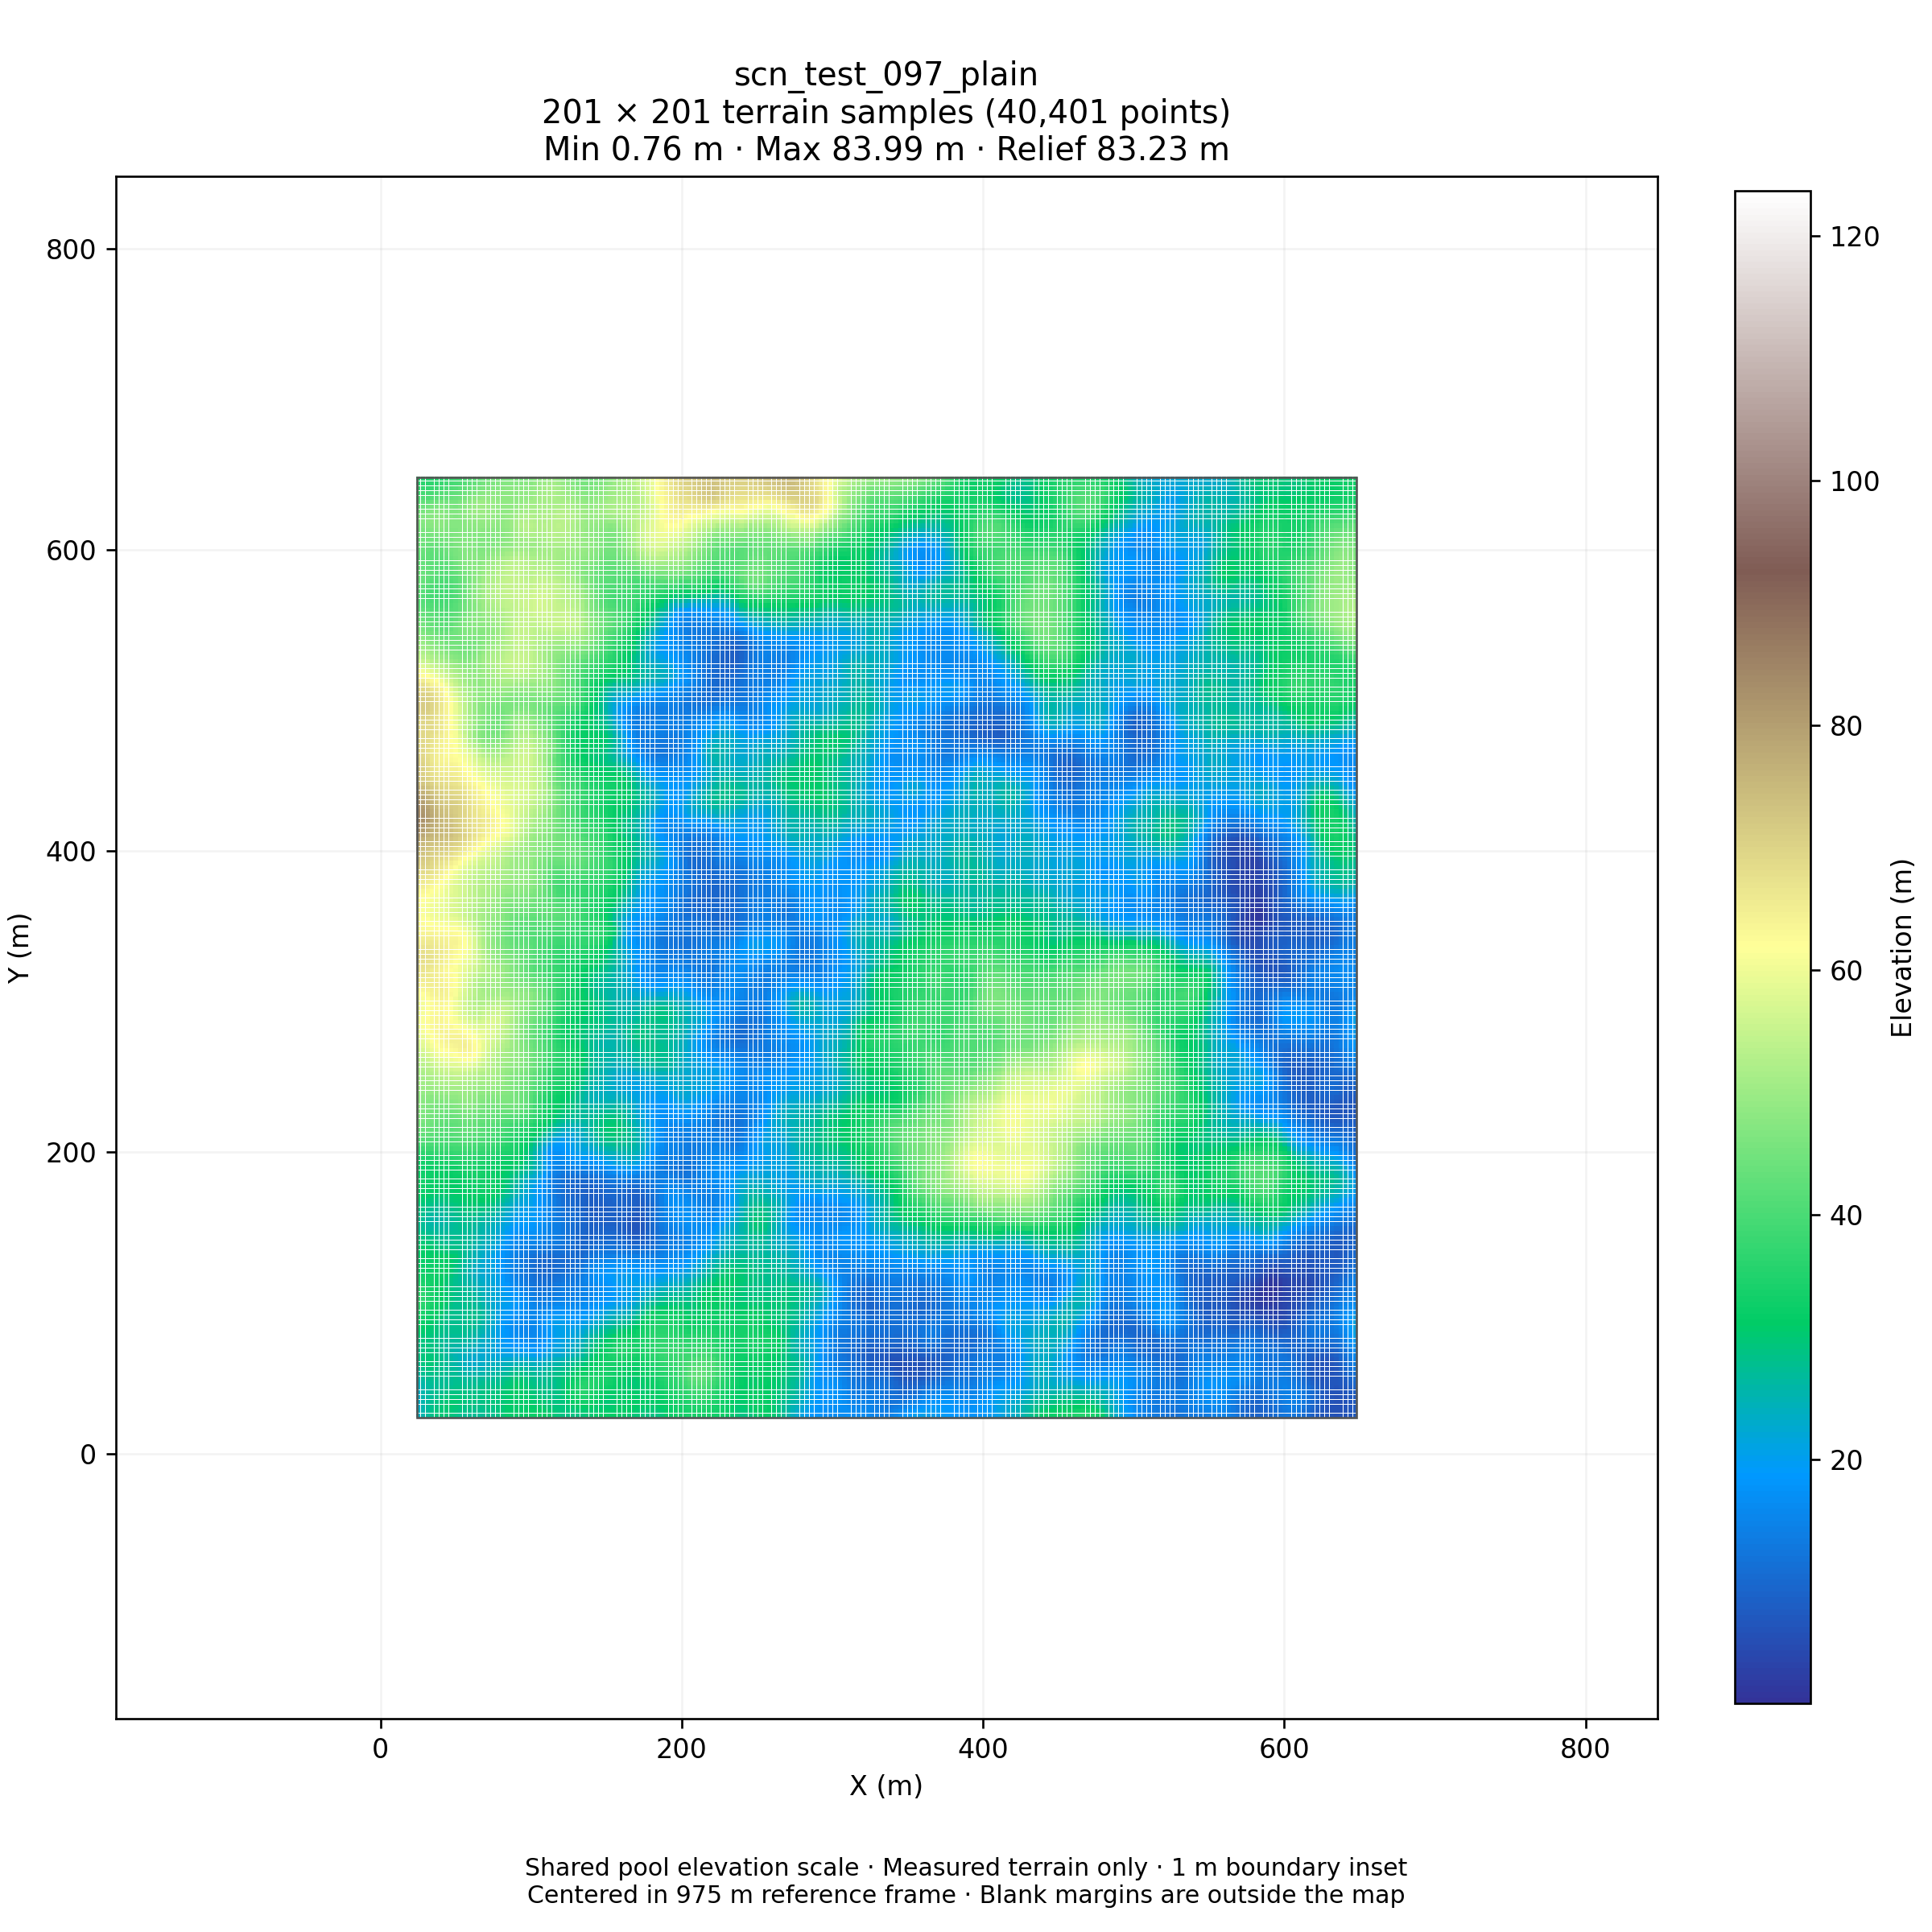 scn_test_097_plain
201 × 201 terrain samples (40,401 points)
Min 0.76 m · Max 83.99 m · Relief 83.23 m
800
600
400
200
0
Y (m)
0
200
400
600
800
X (m)
120
100
80
60
40
20
Elevation (m)
Shared pool elevation scale · Measured terrain only · 1 m boundary inset
Centered in 975 m reference frame · Blank margins are outside the map